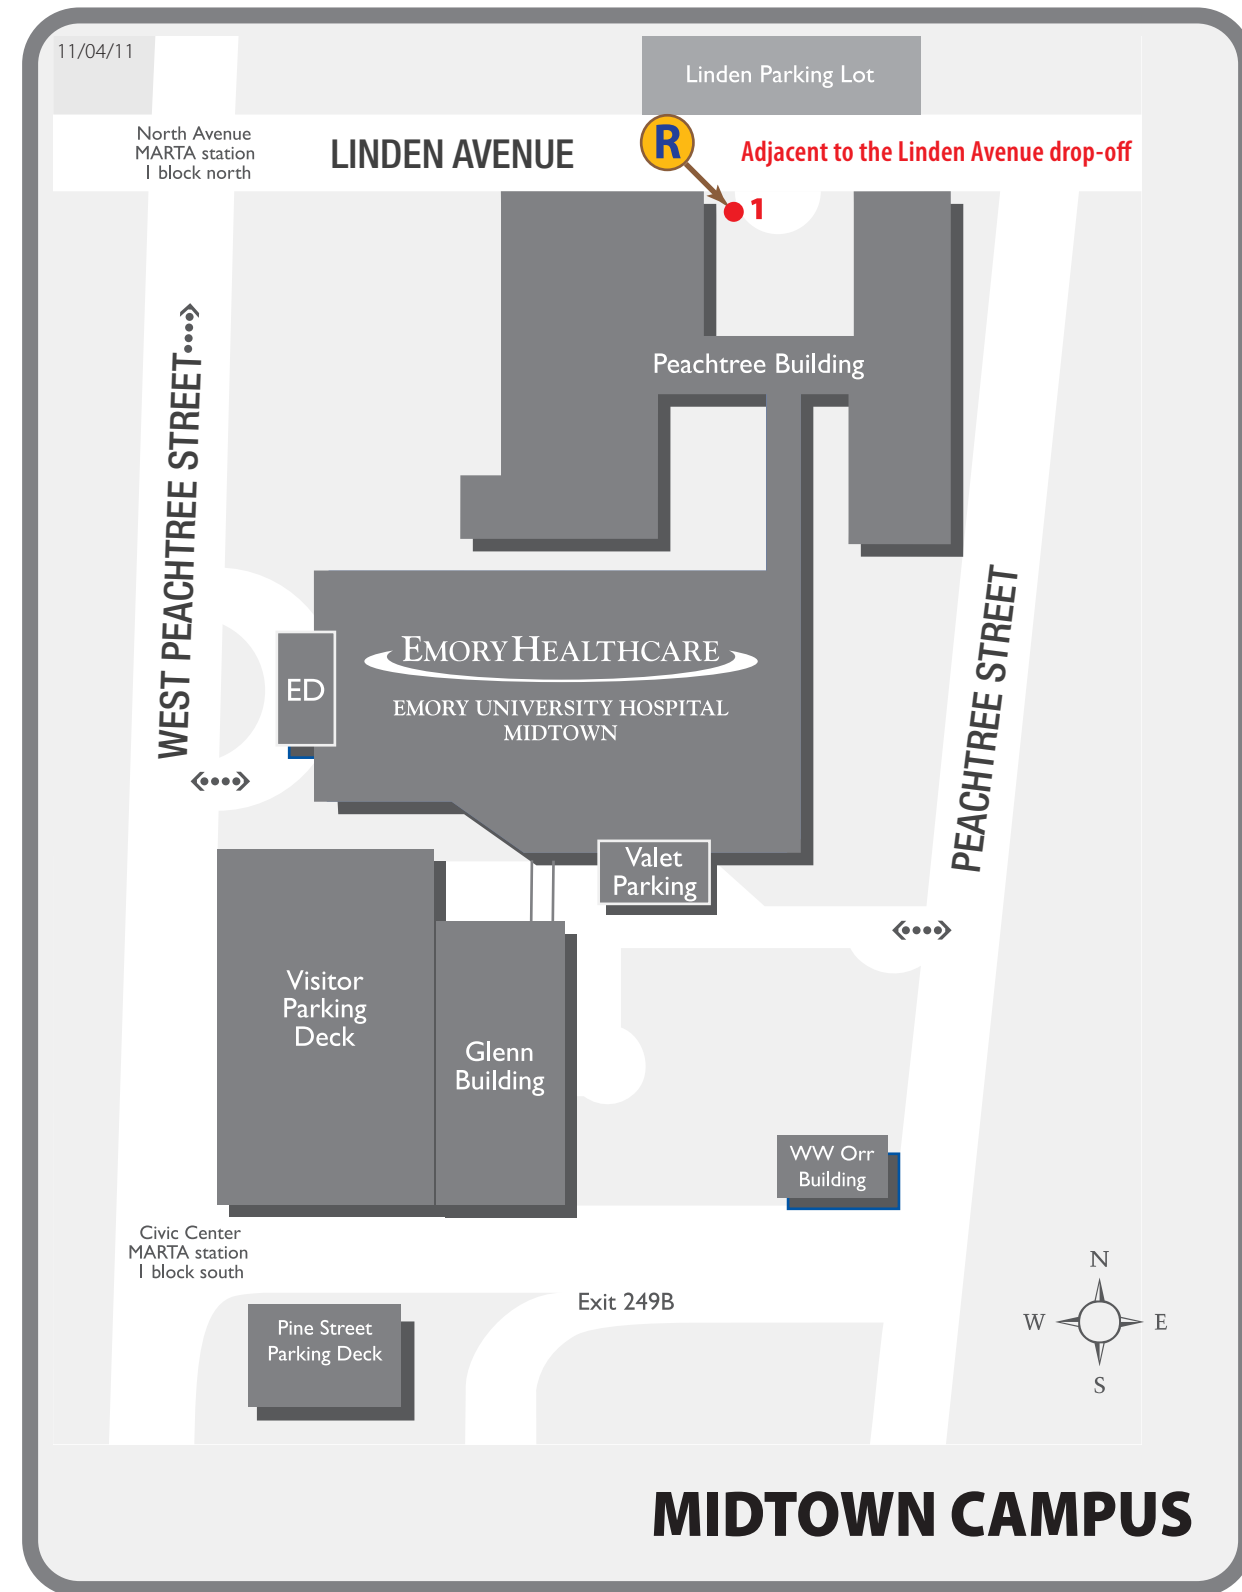 11/04/11
Linden Parking Lot
North Avenue
MARTA station
1 block north
LINDEN AVENUE
R
Adjacent to the Linden Avenue drop-off
1
Peachtree Building
WEST PEACHTREE STREET
EMORY HEALTHCARE
EMORY UNIVERSITY HOSPITAL
MIDTOWN
ED
PEACHTREE STREET
Valet
Parking
Visitor
Parking
Deck
Glenn
Building
WW Orr
Building
Civic Center
MARTA station
1 block south
Exit 249B
Pine Street
Parking Deck
N
W
E
S
MIDTOWN CAMPUS